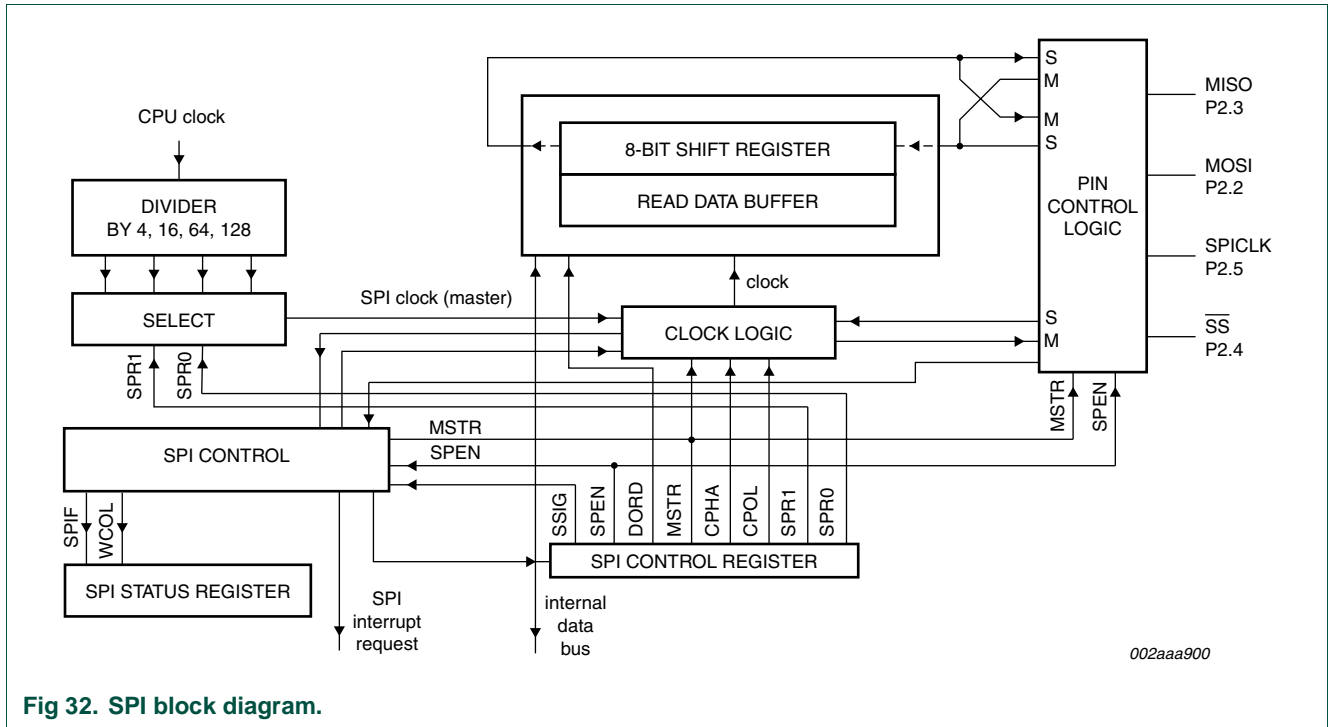 CPU clock
DIVIDER
BY 4, 16, 64, 128
SELECT
SPR1
SPR0
SPI clock (master)
8-BIT SHIFT REGISTER
READ DATA BUFFER
clock
CLOCK LOGIC
S
M
M
S
PIN
CONTROL
LOGIC
S
M
MISO
P2.3
MOSI
P2.2
SPICLK
P2.5
SS
P2.4
MSTR
SPEN
SPI CONTROL
MSTR
SPEN
SPIF
WCOL
SPI STATUS REGISTER
SPI
interrupt
request
SSIG
SPEN
DORD
MSTR
CPHA
CPOL
SPR1
SPR0
SPI CONTROL REGISTER
internal
data
bus
002aaa900
Fig 32. SPI block diagram.